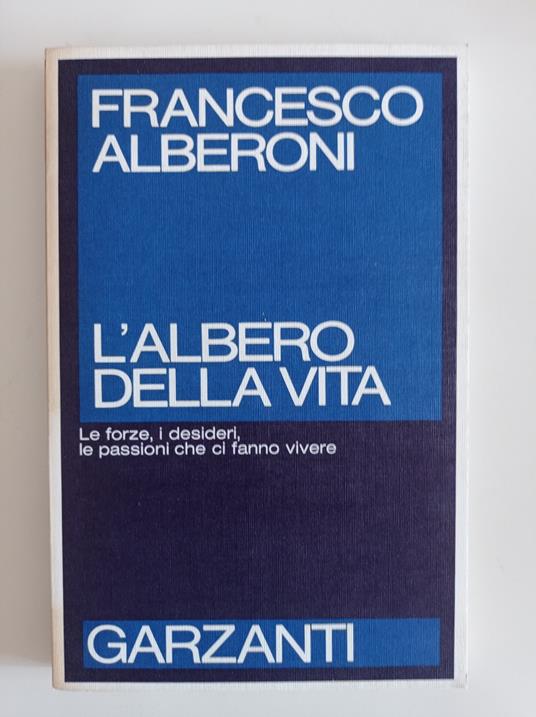 FRANCESCO
ALBERONI
L'ALBERO
DELLA VITA
Le forze, i desideri,
le passioni che ci fanno vivere
GARZANTI